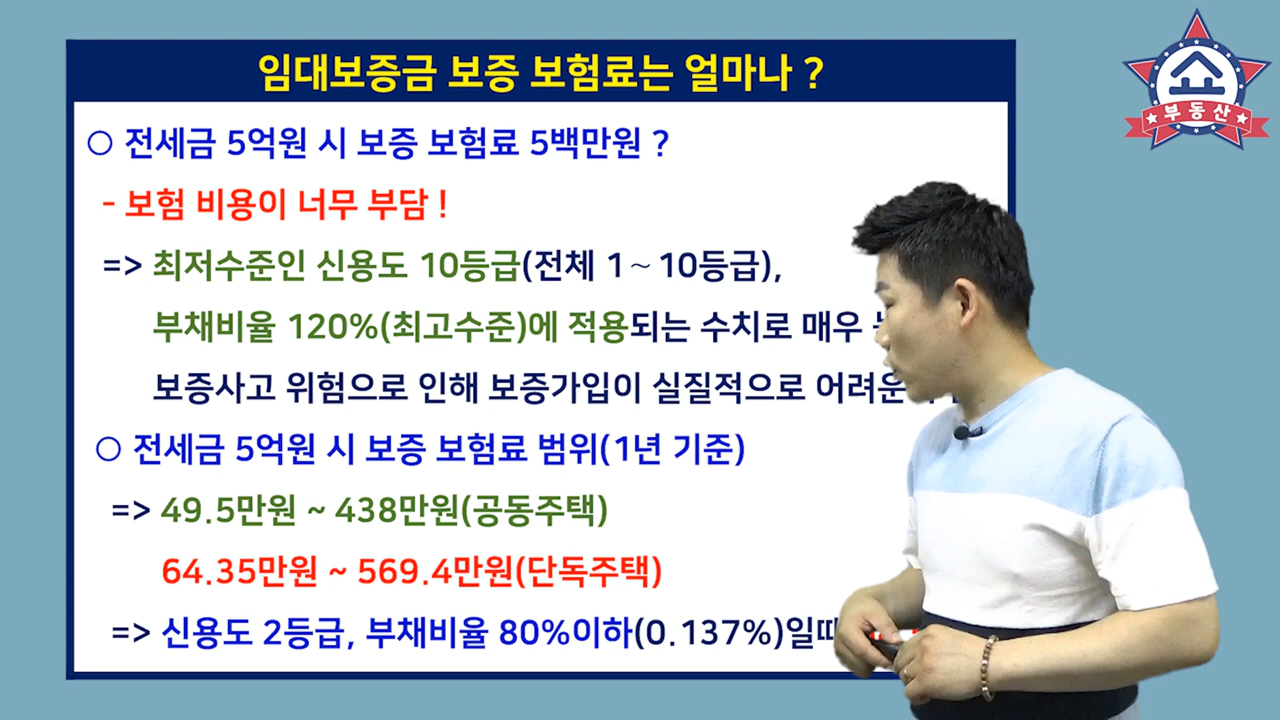 임대보증금 보증 보험료는 얼마나 ?
○ 전세금 5억원 시 보증 보험료 5백만원 ?
- 보험 비용이 너무 부담 !
=> 최저수준인 신용도 10등급(전체 1~10등급),
부채비율 120%(최고수준)에 적용되는 수치로 매우
보증사고 위험으로 인해 보증가입이 실질적으로 어려운
○ 전세금 5억원 시 보증 보험료 범위(1년 기준)
=> 49.5만원 ~ 438만원(공동주택)
64.35만원 ~ 569.4만원(단독주택)
=> 신용도 2등급, 부채비율 80%이하(0.137%)일때
쇼
부동산